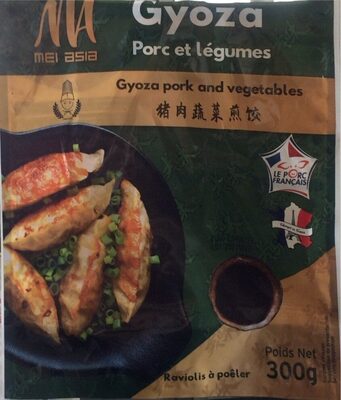 Gyoza
MEI ASIA
Porc et légumes
Gyoza pork and vegetables
猪肉蔬菜煎饺
LE PORC
FRANÇAIS
Poids Net
300g
Raviolis à poêler